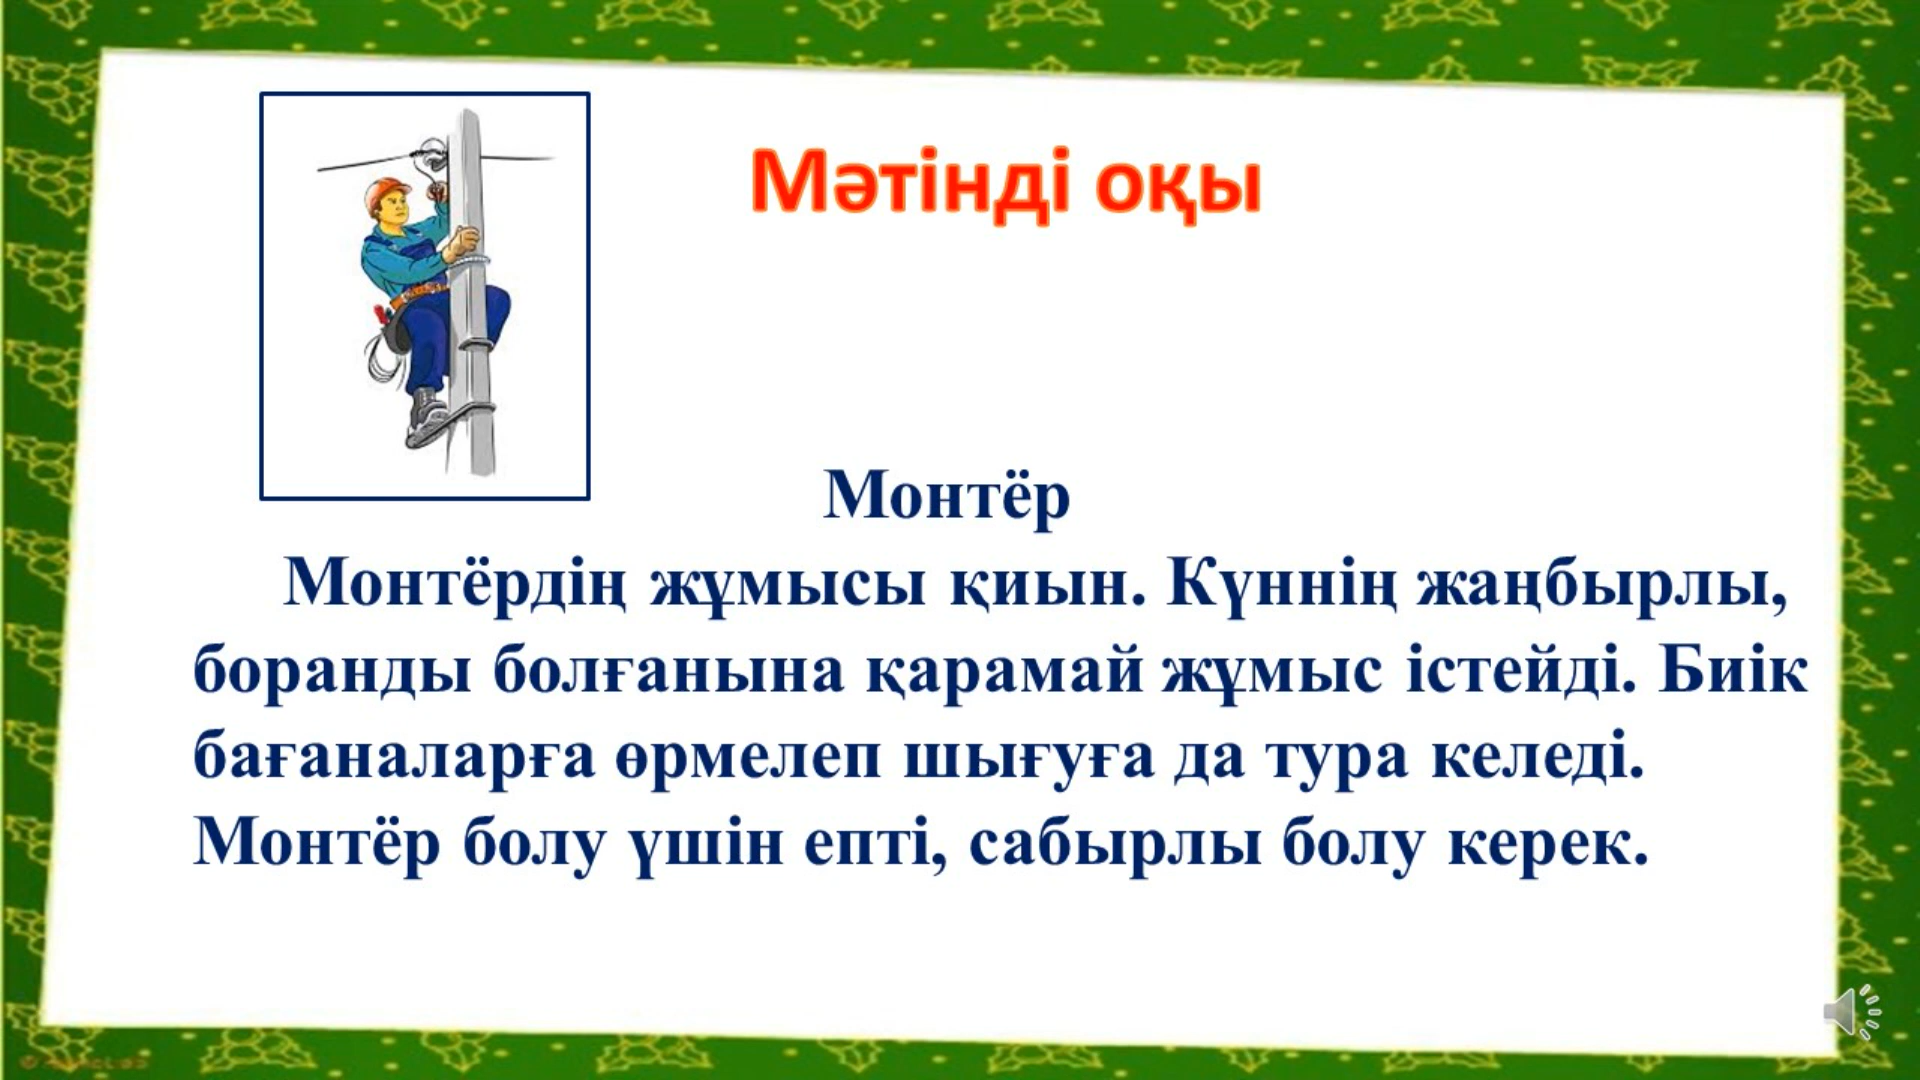 Мәтінді оқы
Монтёр
Монтёрдің жұмысы қиын. Күннің жаңбырлы,
боранды болғанына қарамай жұмыс істейді. Биік
бағаналарға өрмелеп шығуға да тура келеді.
Монтёр болу үшін епті, сабырлы болу керек.